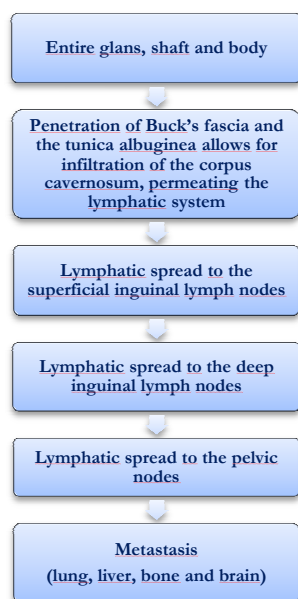 Entire glans, shaft and body
Penetration of Buck's fascia and
the tunica albuginea allows for
infiltration of the corpus
cavernosum, permeating the
lymphatic system
Lymphatic spread to the
superficial inguinal lymph nodes
Lymphatic spread to the deep
inguinal lymph nodes
Lymphatic spread to the pelvic
nodes
Metastasis
(lung, liver, bone and brain)